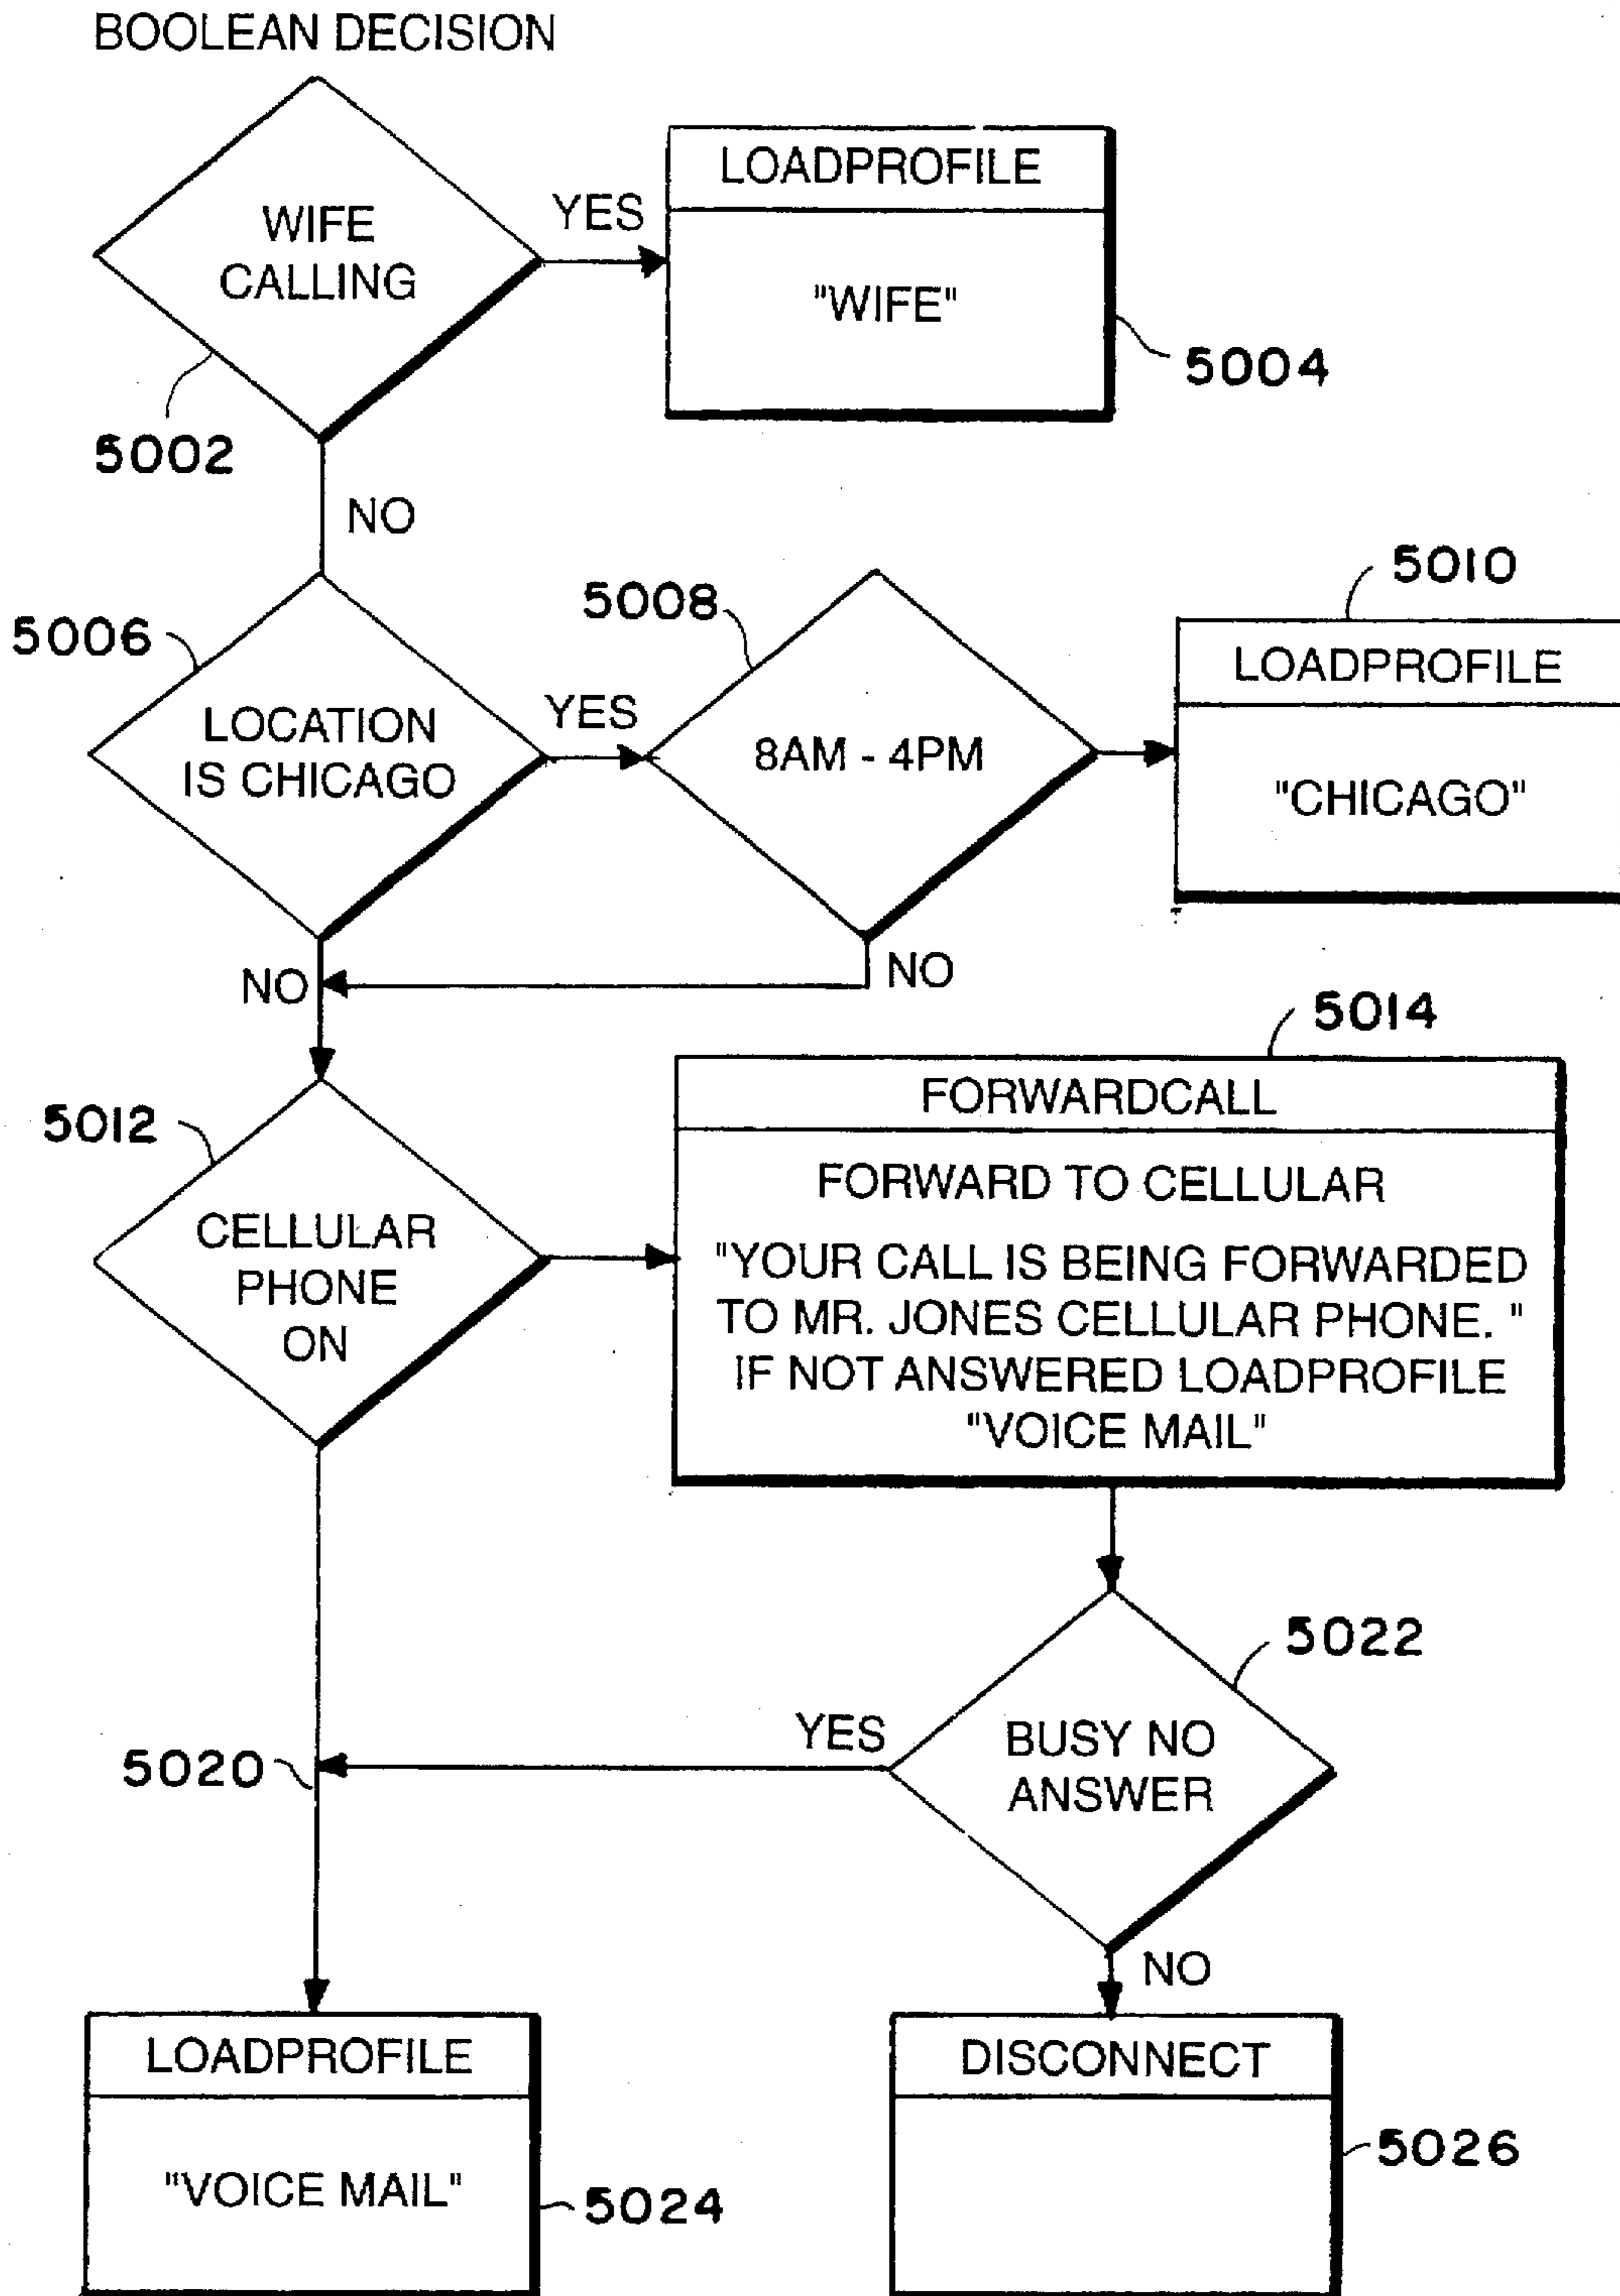 BOOLEAN DECISION
WIFE
CALLING
YES
LOADPROFILE
"WIFE"
5004
5002
NO
5006
LOCATION
IS CHICAGO
YES
5008
8AM - 4PM
5010
LOADPROFILE
"CHICAGO"
NO
NO
5012
CELLULAR
PHONE
ON
5014
FORWARDCALL
FORWARD TO CELLULAR
"YOUR CALL IS BEING FORWARDED
TO MR. JONES CELLULAR PHONE. "
IF NOT ANSWERED LOADPROFILE
"VOICE MAIL"
5022
BUSY NO
ANSWER
YES
5020
NO
LOADPROFILE
"VOICE MAIL"
5024
DISCONNECT
5026